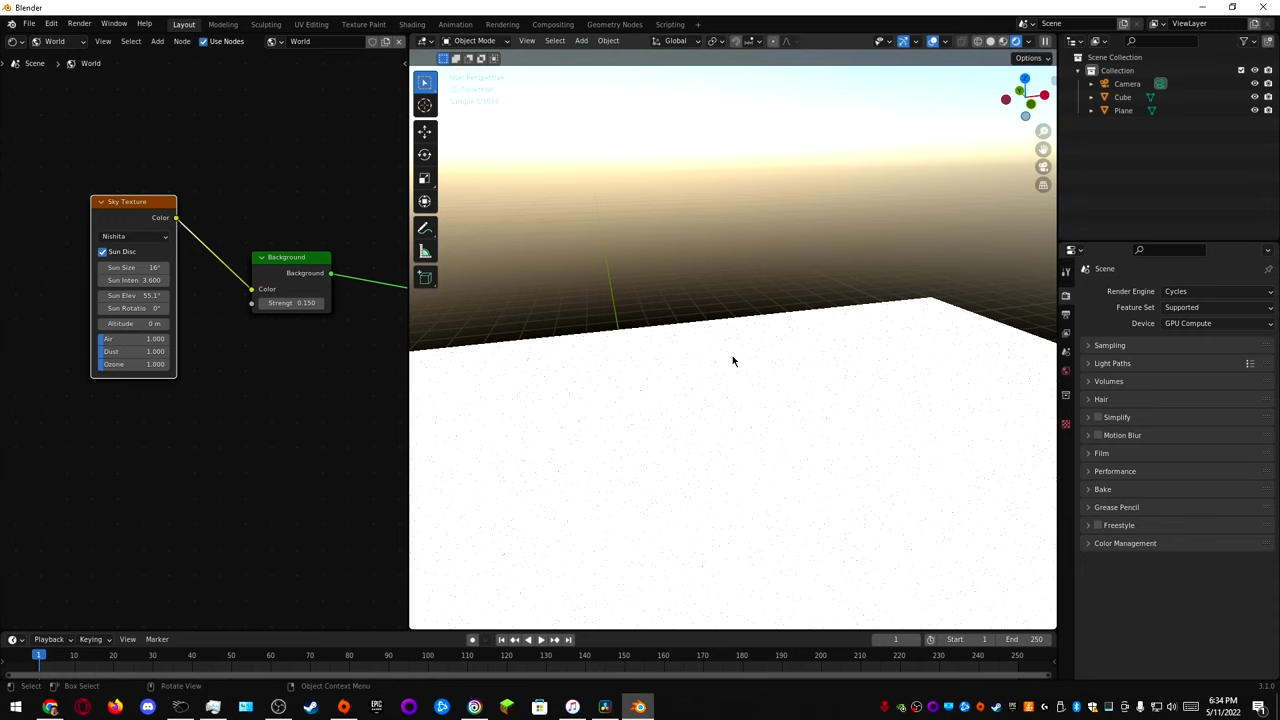 Blender
File Edit Render Window Help Layout Modeling Sculpting UV Editing Texture Paint Shading Animation Rendering Compositing Geometry Nodes Scripting + Scene ViewLayer
World View Select Add Node Use Nodes World
Object Mode View Select Add Object Global
Options
Scene > World
User Perspective
(1) Collection
Scene Collection
Collection
Camera
Cube
Plane
Sky Texture
Color
Nishita
Sun Disc
Sun Size 16°
Sun Inten 3.600
Sun Elev 55.1°
Sun Rotatio 0°
Altitude 0 m
Air 1.000
Dust 1.000
Ozone 1.000
Background
Background
Color
Strengt 0.150
Z
Y
Scene
Render Engine Cycles
Feature Set Supported
Device GPU Compute
Sampling
Light Paths
Volumes
Hair
Simplify
Motion Blur
Film
Performance
Bake
Grease Pencil
Freestyle
Color Management
Playback Keying View Marker 1 Start 1 End 250
1 10 20 30 40 50 60 70 80 90 100 110 120 130 140 150 160 170 180 190 200 210 220 230 240 250
Select Box Select Rotate View Object Context Menu 3.1.0
EPIC
6:34 PM
5/11/2022